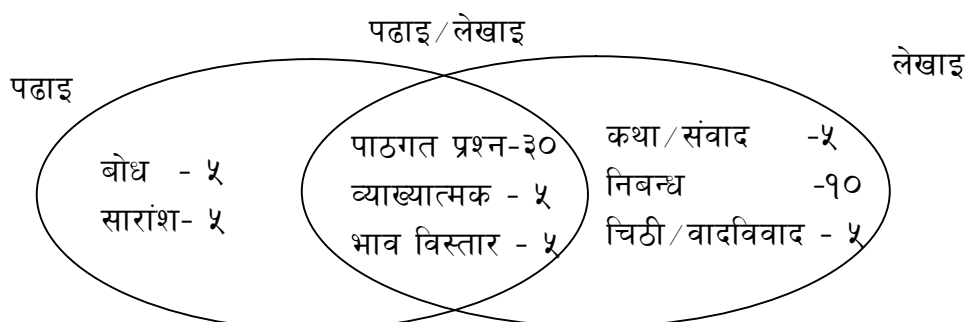 पढाइ/लेखाइ
पढाइ
लेखाइ
बोध - ५
सारांश- ५
पाठगत प्रश्न-३०
व्याख्यात्मक - ५
भाव विस्तार - ५
कथा/संवाद -५
निबन्ध -१०
चिठी/वादविवाद - ५